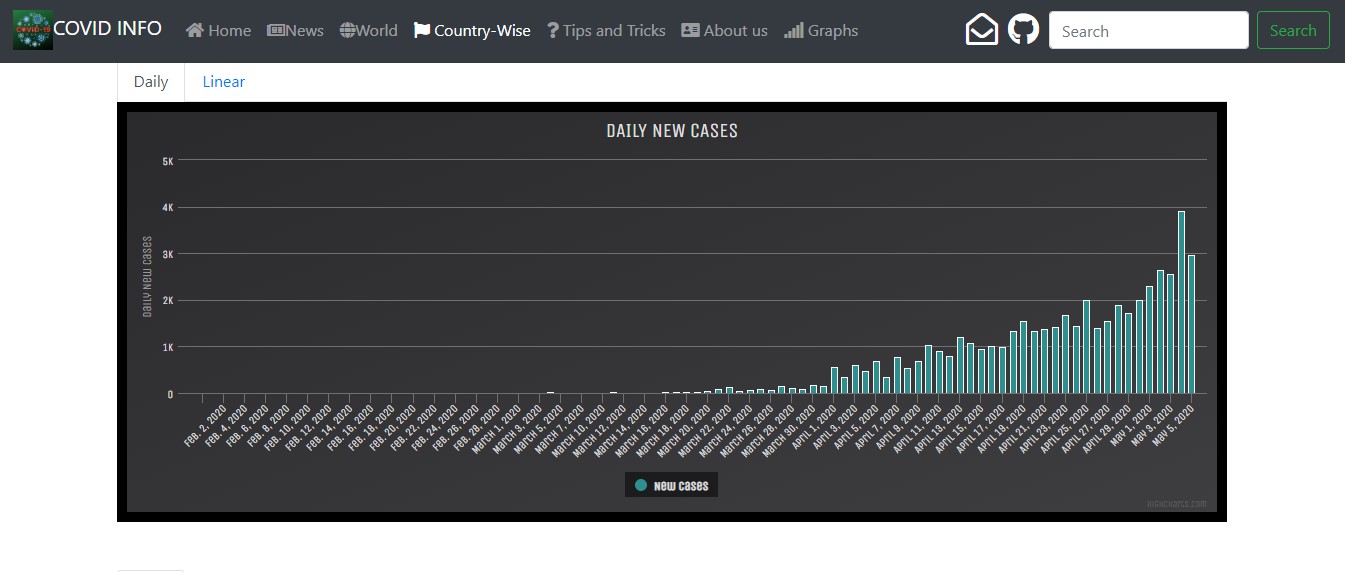 COVID-19
COVID INFO Home News World Country-Wise Tips and Tricks About us Graphs Search Search
Daily Linear
DAILY NEW CASES
5K
4K
3K
2K
1K
0
Daily New Cases
Feb. 2, 2020
Feb. 4, 2020
Feb. 6, 2020
Feb. 8, 2020
Feb. 10, 2020
Feb. 12, 2020
Feb. 14, 2020
Feb. 16, 2020
Feb. 18, 2020
Feb. 20, 2020
Feb. 22, 2020
Feb. 24, 2020
Feb. 26, 2020
Feb. 28, 2020
March 1, 2020
March 3, 2020
March 5, 2020
March 7, 2020
March 10, 2020
March 12, 2020
March 14, 2020
March 16, 2020
March 18, 2020
March 20, 2020
March 22, 2020
March 24, 2020
March 26, 2020
March 28, 2020
March 30, 2020
April 1, 2020
April 3, 2020
April 5, 2020
April 7, 2020
April 9, 2020
April 11, 2020
April 13, 2020
April 15, 2020
April 17, 2020
April 19, 2020
April 21, 2020
April 23, 2020
April 25, 2020
April 27, 2020
April 29, 2020
May 1, 2020
May 3, 2020
May 5, 2020
New Cases
Highcharts.com